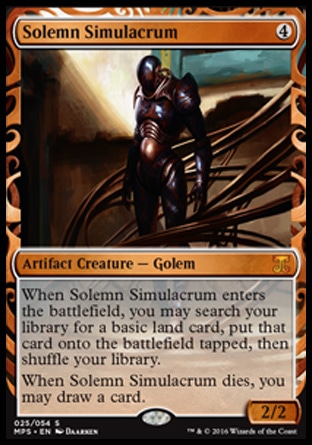 Solemn Simulacrum 4
Artifact Creature — Golem
When Solemn Simulacrum enters
the battlefield, you may search your
library for a basic land card, put that
card onto the battlefield tapped, then
shuffle your library.
When Solemn Simulacrum dies, you
may draw a card.
2/2
025/054 S
MPS • EN Daarken ™ & © 2016 Wizards of the Coast